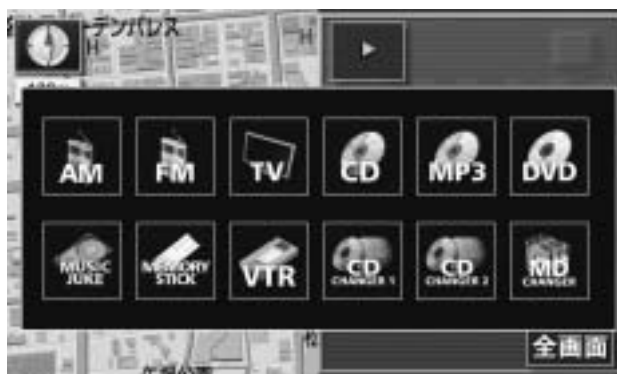 デンパレス
H
H
AM
FM
TV
CD
MP3
DVD
MUSIC
JUKE
MEMORY
STICK
VTR
CD
CHANGER 1
CD
CHANGER 2
MD
CHANGER
全画面